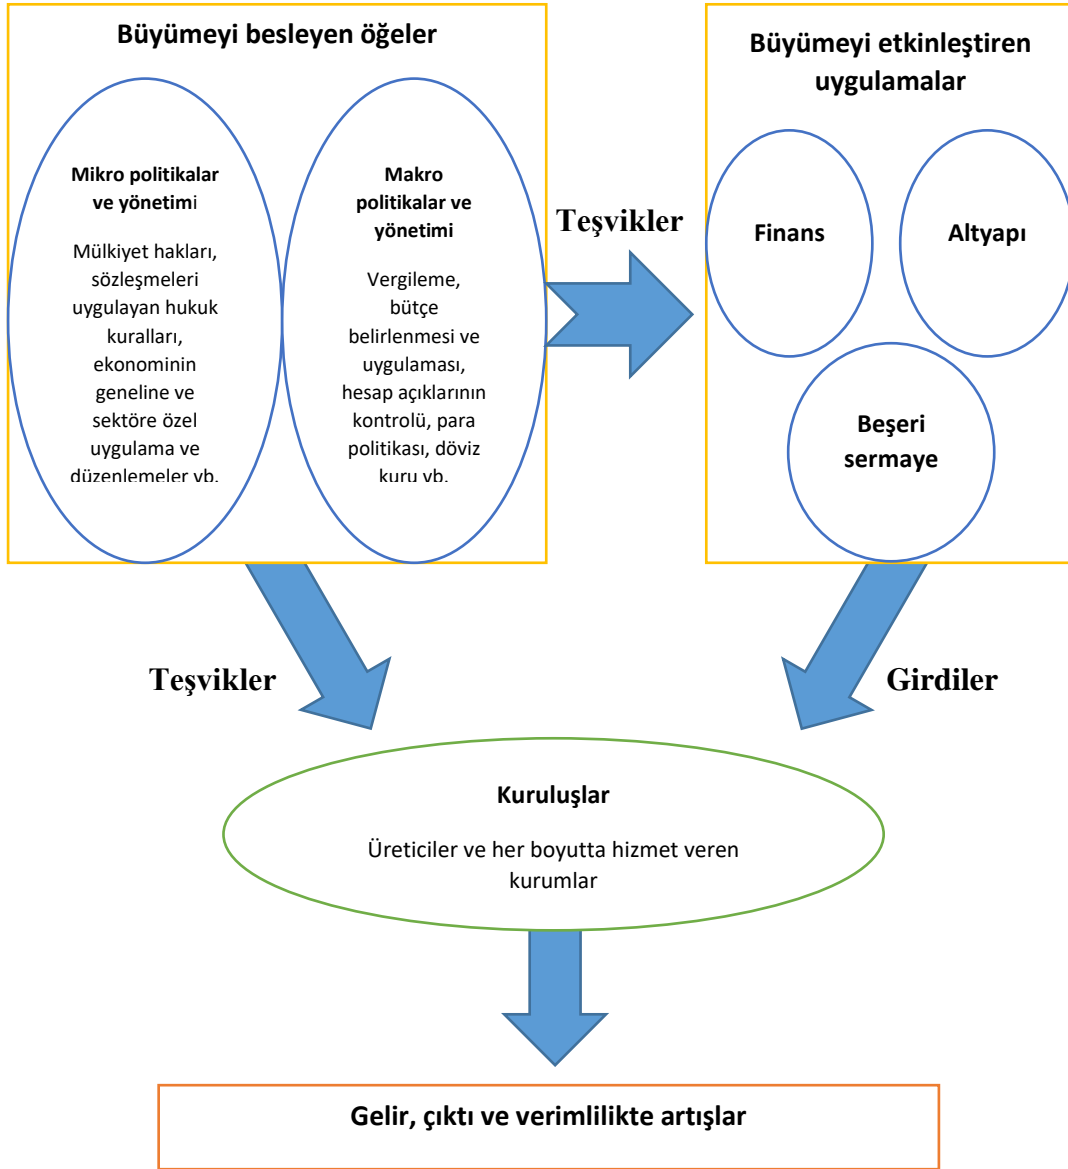 Büyümeyi besleyen öğeler
Mikro politikalar
ve yönetimi
Mülkiyet hakları,
sözleşmeleri
uygulayan hukuk
kuralları,
ekonominin
geneline ve
sektöre özel
uygulama ve
düzenlemeler vb.
Makro
politikalar ve
yönetimi
Vergileme,
bütçe
belirlenmesi ve
uygulaması,
hesap açıklarının
kontrolü, para
politikası, döviz
kuru vb.
Teşvikler
Büyümeyi etkinleştiren
uygulamalar
Finans
Altyapı
Beşeri
sermaye
Teşvikler
Girdiler
Kuruluşlar
Üreticiler ve her boyutta hizmet veren
kurumlar
Gelir, çıktı ve verimlilikte artışlar